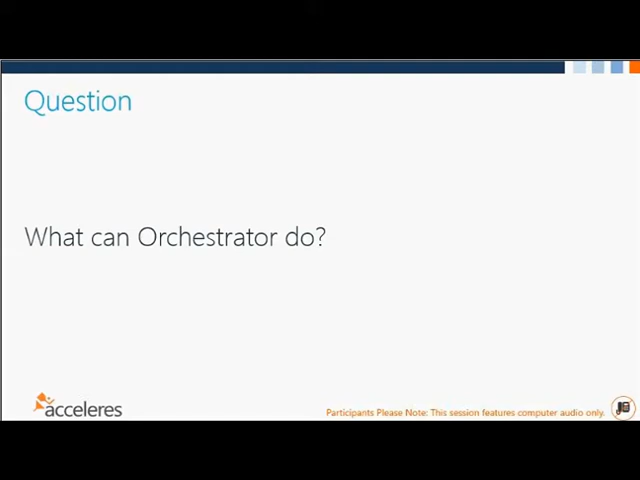 Question
What can Orchestrator do?
acceleres
Participants Please Note: This session features computer audio only.